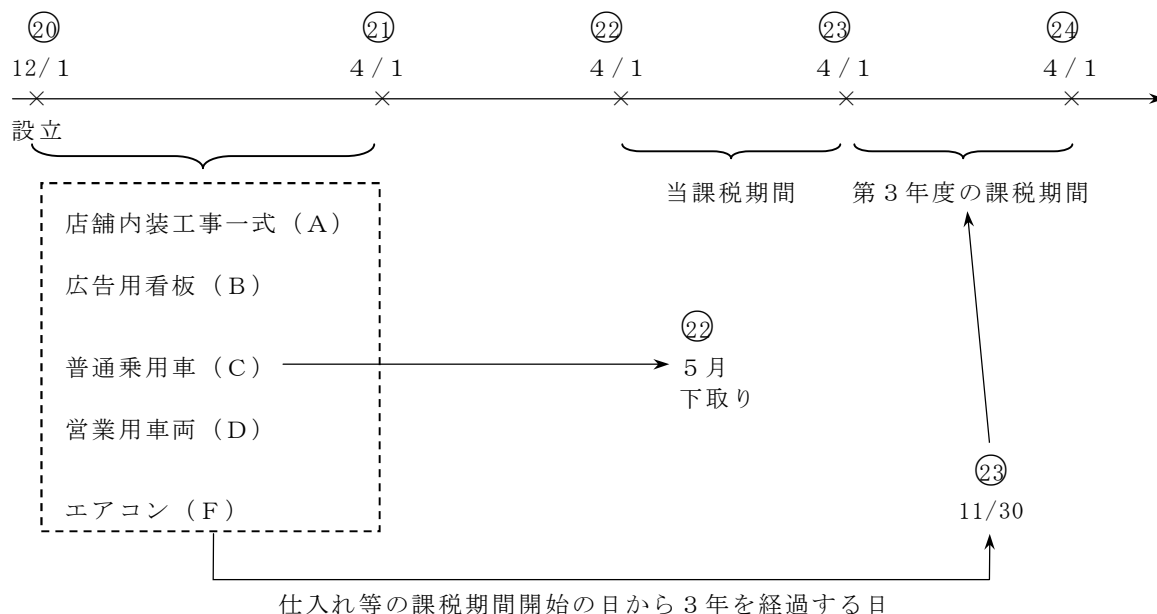 ⑳ ㉑ ㉒ ㉓ ㉔
12/1 4/1 4/1 4/1 4/1
設立
当課税期間 第3年度の課税期間
店舗内装工事一式(A)
広告用看板(B)
㉒
普通乗用車(C) 5月
下取り
営業用車両(D)
㉓
エアコン(F) 11/30
仕入れ等の課税期間開始の日から3年を経過する日